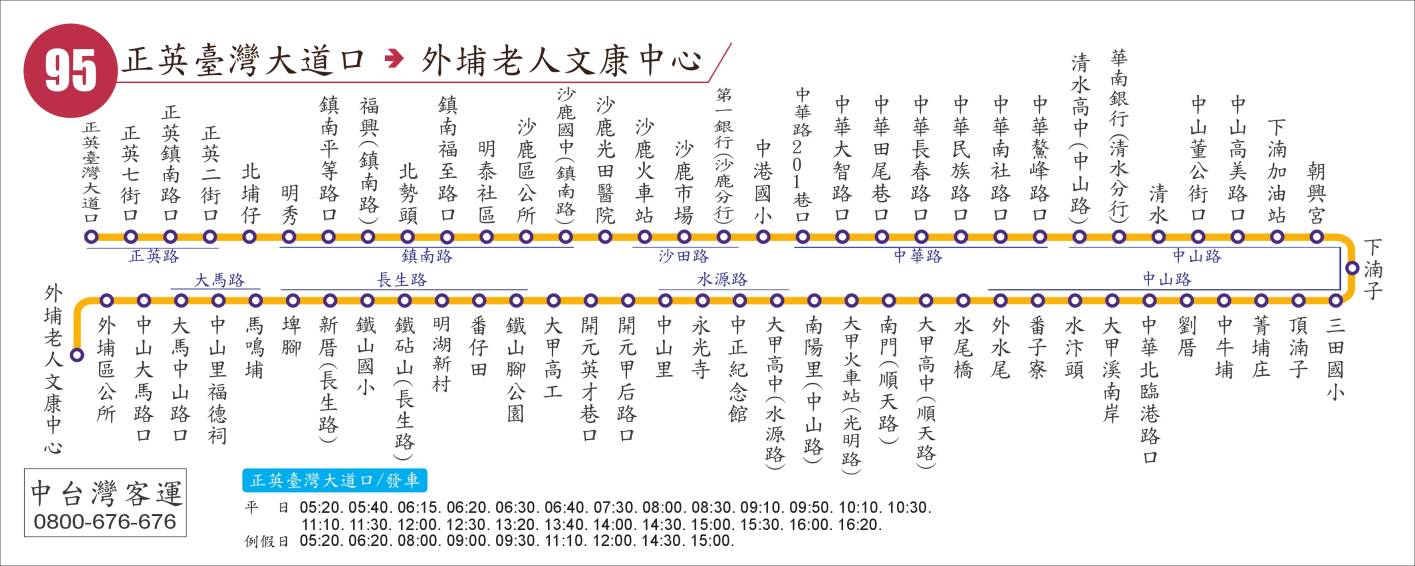 95
正英臺灣大道口 ➔ 外埔老人文康中心
正英臺灣大道口
正英七街口
正英鎮南路口
正英二街口
北埔仔
明秀
鎮南平等路口
福興(鎮南路)
北勢頭
鎮南福至路口
明泰社區
沙鹿區公所
沙鹿國中(鎮南路)
沙鹿光田醫院
沙鹿火車站
沙鹿市場
第一銀行(沙鹿分行)
中港國小
中華路201巷口
中華大智路口
中華田尾巷口
中華長春路口
中華民族路口
中華南社路口
中華鰲峰路口
清水高中(中山路)
華南銀行(清水分行)
清水
中山董公街口
中山高美路口
下湳加油站
朝興宮
正英路
鎮南路
沙田路
中華路
中山路
下湳子
大馬路
長生路
水源路
中山路
外埔老人文康中心
外埔區公所
中山大馬路口
大馬中山路口
中山里福德祠
馬鳴埔
埤腳
新厝(長生路)
鐵山國小
鐵砧山(長生路)
明湖新村
番仔田
鐵山腳公園
大甲高工
開元英才巷口
開元甲后路口
中山里
永光寺
中正紀念館
大甲高中(水源路)
南陽里(中山路)
大甲火車站(光明路)
南門(順天路)
大甲高中(順天路)
水尾橋
外水尾
番子寮
水汴頭
大甲溪南岸
中華北臨港路口
劉厝
中牛埔
菁埔庄
頂湳子
三田國小
中台灣客運
0800-676-676
正英臺灣大道口/發車
平 日 05:20. 05:40. 06:15. 06:20. 06:30. 06:40. 07:30. 08:00. 08:30. 09:10. 09:50. 10:10. 10:30.
11:10. 11:30. 12:00. 12:30. 13:20. 13:40. 14:00. 14:30. 15:00. 15:30. 16:00. 16:20.
例假日 05:20. 06:20. 08:00. 09:00. 09:30. 11:10. 12:00. 14:30. 15:00.